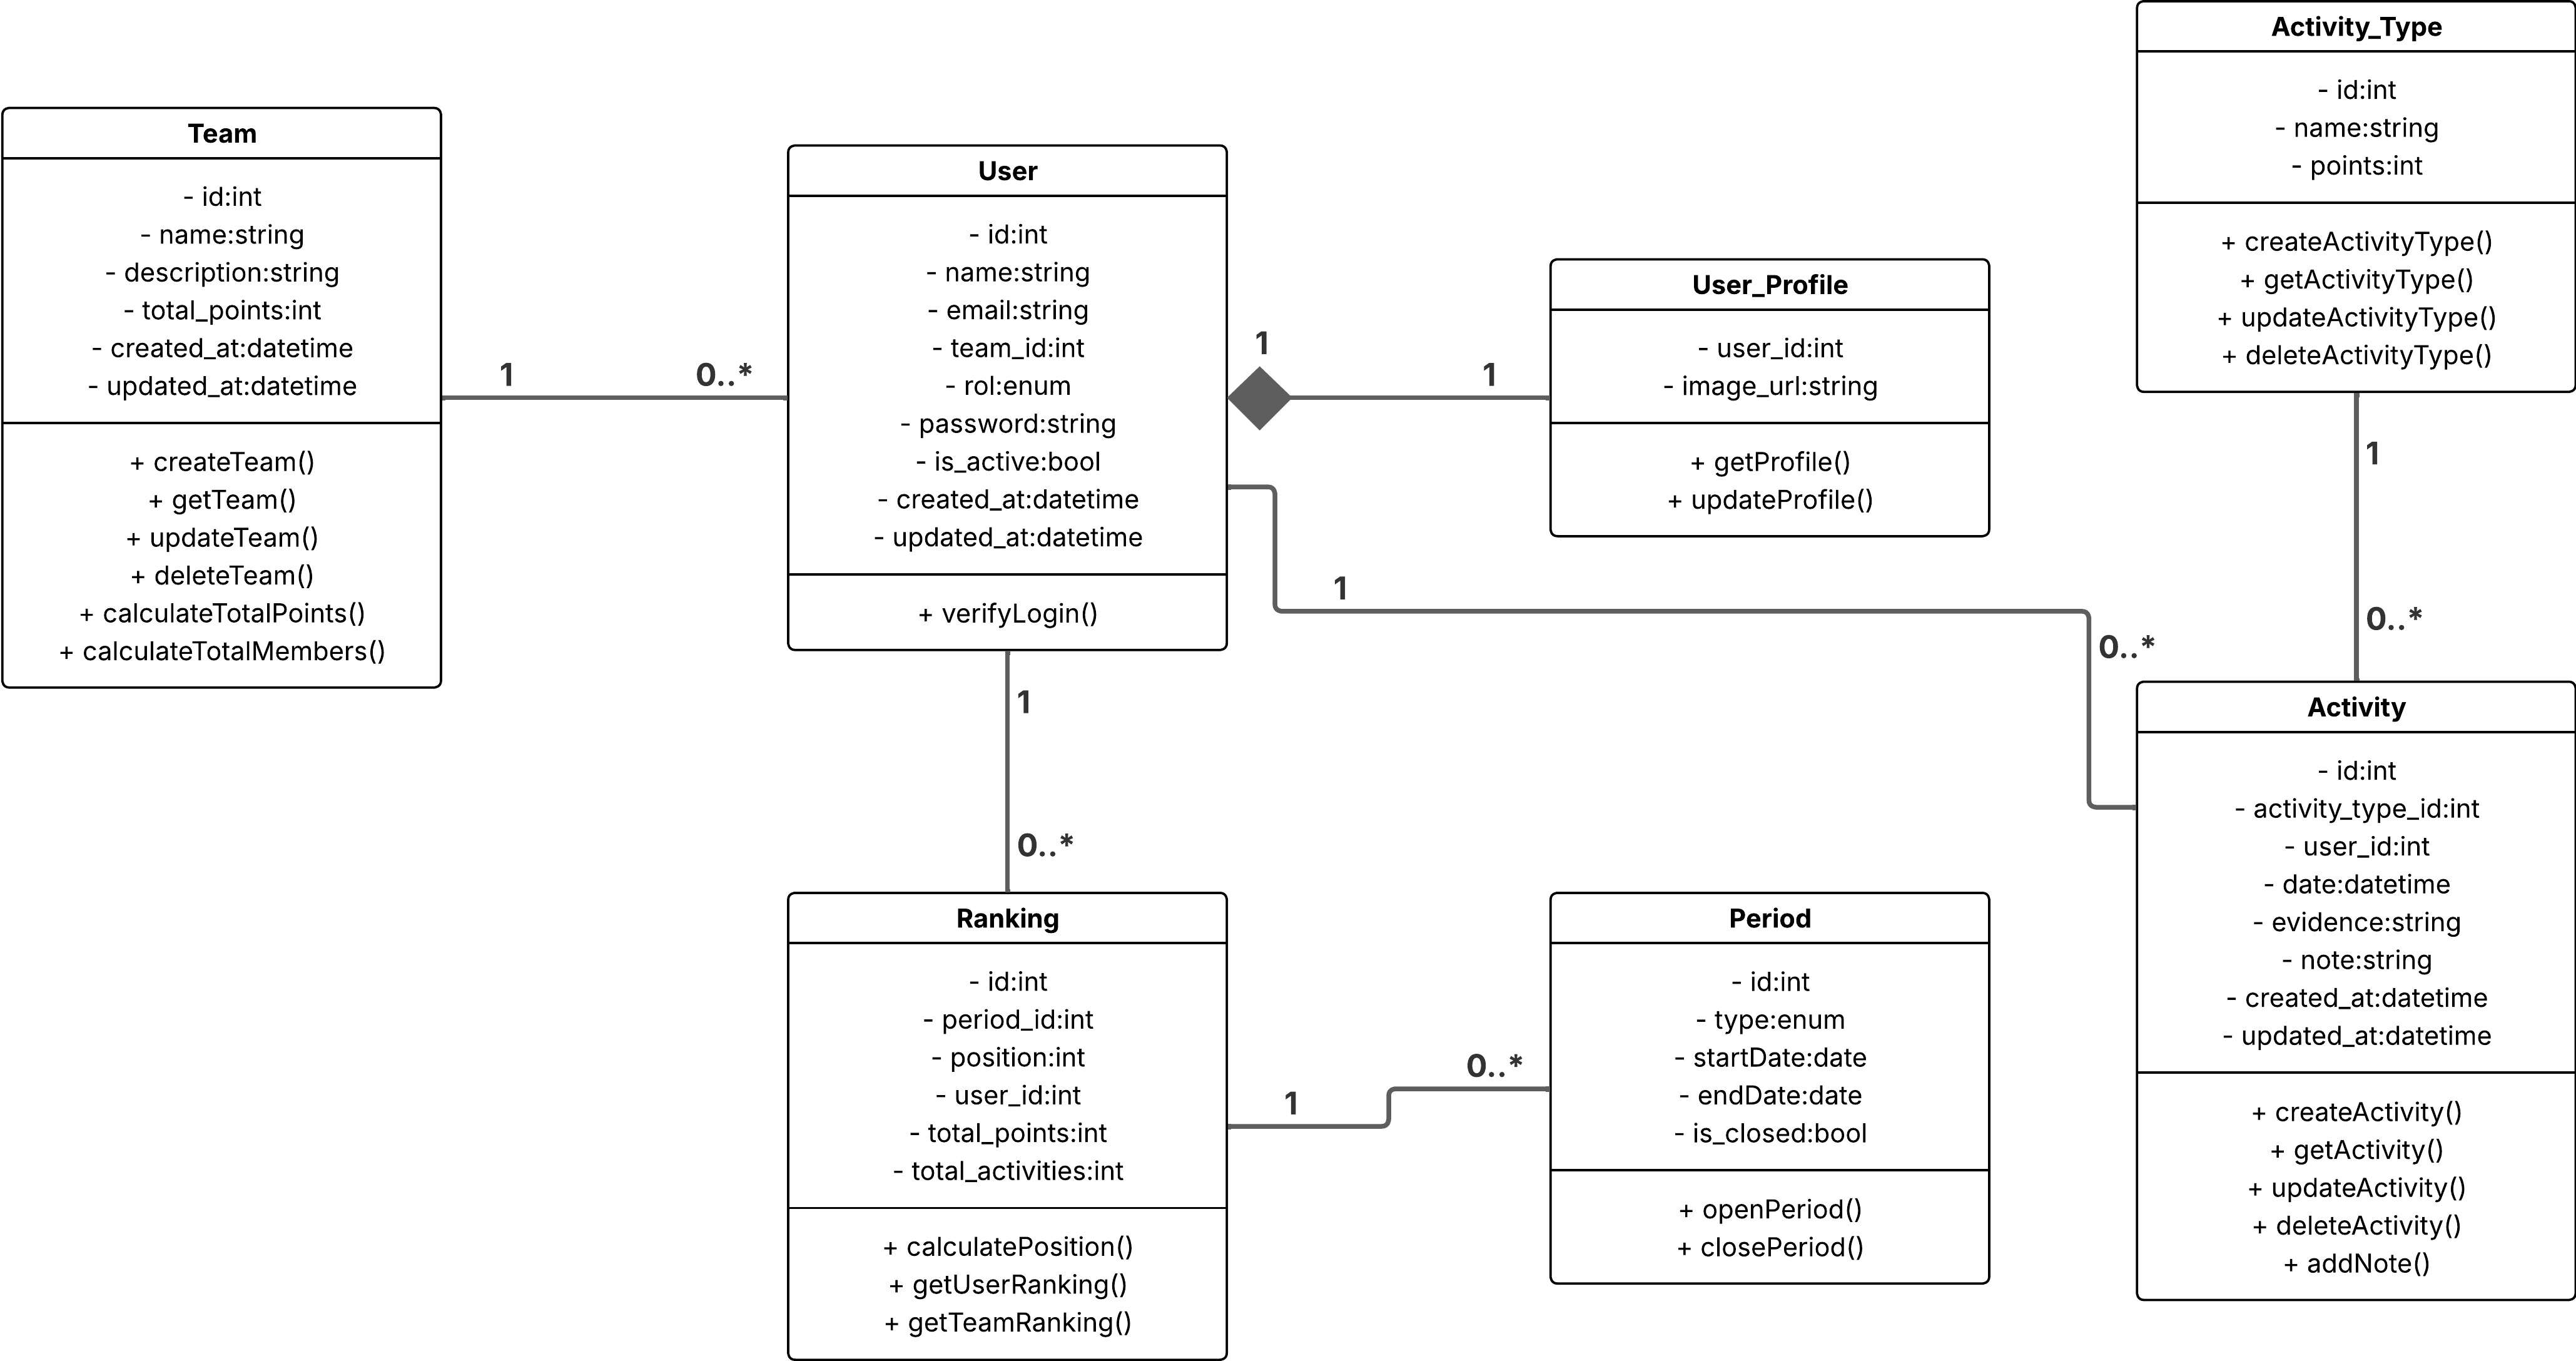 Team
- id:int
- name:string
- description:string
- total_points:int
- created_at:datetime
- updated_at:datetime
+ createTeam()
+ getTeam()
+ updateTeam()
+ deleteTeam()
+ calculateTotalPoints()
+ calculateTotalMembers()
1
0..*
User
- id:int
- name:string
- email:string
- team_id:int
- rol:enum
- password:string
- is_active:bool
- created_at:datetime
- updated_at:datetime
+ verifyLogin()
1
1
User_Profile
- user_id:int
- image_url:string
+ getProfile()
+ updateProfile()
Activity_Type
- id:int
- name:string
- points:int
+ createActivityType()
+ getActivityType()
+ updateActivityType()
+ deleteActivityType()
1
0..*
1
0..*
Activity
- id:int
- activity_type_id:int
- user_id:int
- date:datetime
- evidence:string
- note:string
- created_at:datetime
- updated_at:datetime
+ createActivity()
+ getActivity()
+ updateActivity()
+ deleteActivity()
+ addNote()
1
0..*
Ranking
- id:int
- period_id:int
- position:int
- user_id:int
- total_points:int
- total_activities:int
+ calculatePosition()
+ getUserRanking()
+ getTeamRanking()
1
0..*
Period
- id:int
- type:enum
- startDate:date
- endDate:date
- is_closed:bool
+ openPeriod()
+ closePeriod()